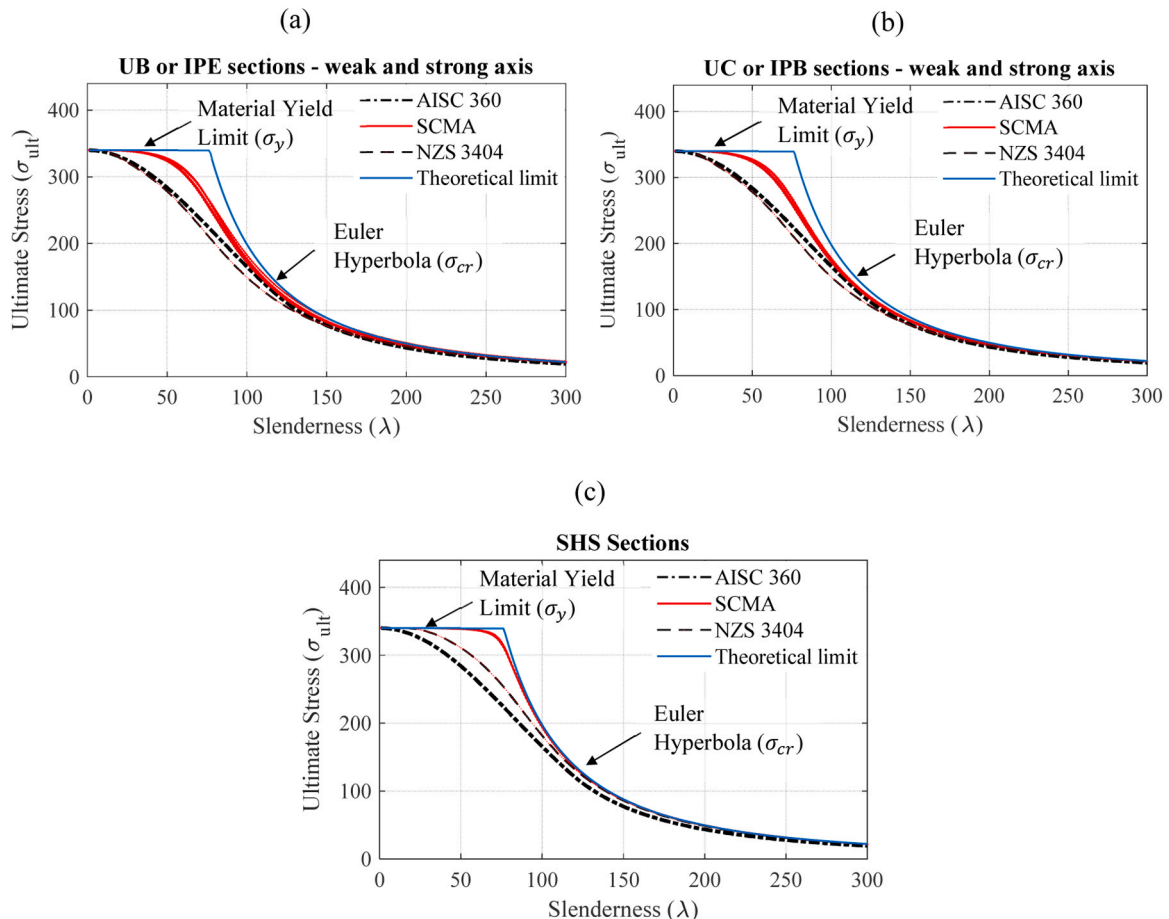 (a)
UB or IPE sections - weak and strong axis
Material Yield
Limit (σy)
AISC 360
SCMA
NZS 3404
Theoretical limit
Euler
Hyperbola (σcr)
Ultimate Stress (σult)
400
300
200
100
0
0 50 100 150 200 250 300
Slenderness (λ)
(b)
UC or IPB sections - weak and strong axis
Material Yield
Limit (σy)
AISC 360
SCMA
NZS 3404
Theoretical limit
Euler
Hyperbola (σcr)
Ultimate Stress (σult)
400
300
200
100
0
0 50 100 150 200 250 300
Slenderness (λ)
(c)
SHS Sections
Material Yield
Limit (σy)
AISC 360
SCMA
NZS 3404
Theoretical limit
Euler
Hyperbola (σcr)
Ultimate Stress (σult)
400
300
200
100
0
0 50 100 150 200 250 300
Slenderness (λ)